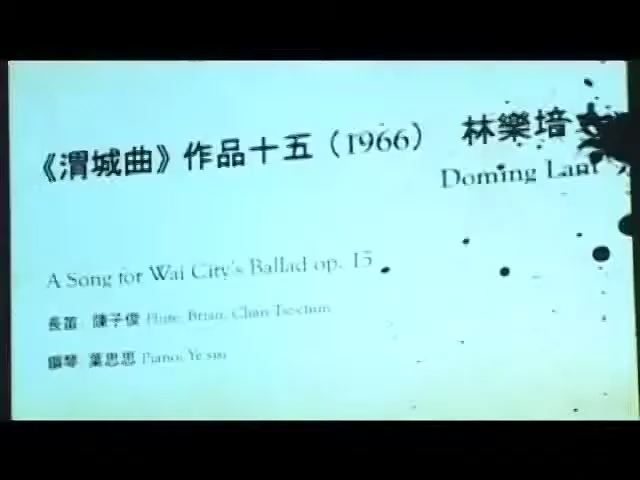 《渭城曲》作品十五（1966） 林樂培
Doming Lam
A Song for Wai City's Ballad op. 15
長笛 陳子俊 Flute, Brian, Chan Tsz-chun
鋼琴 葉思思 Piano, Ye sisi